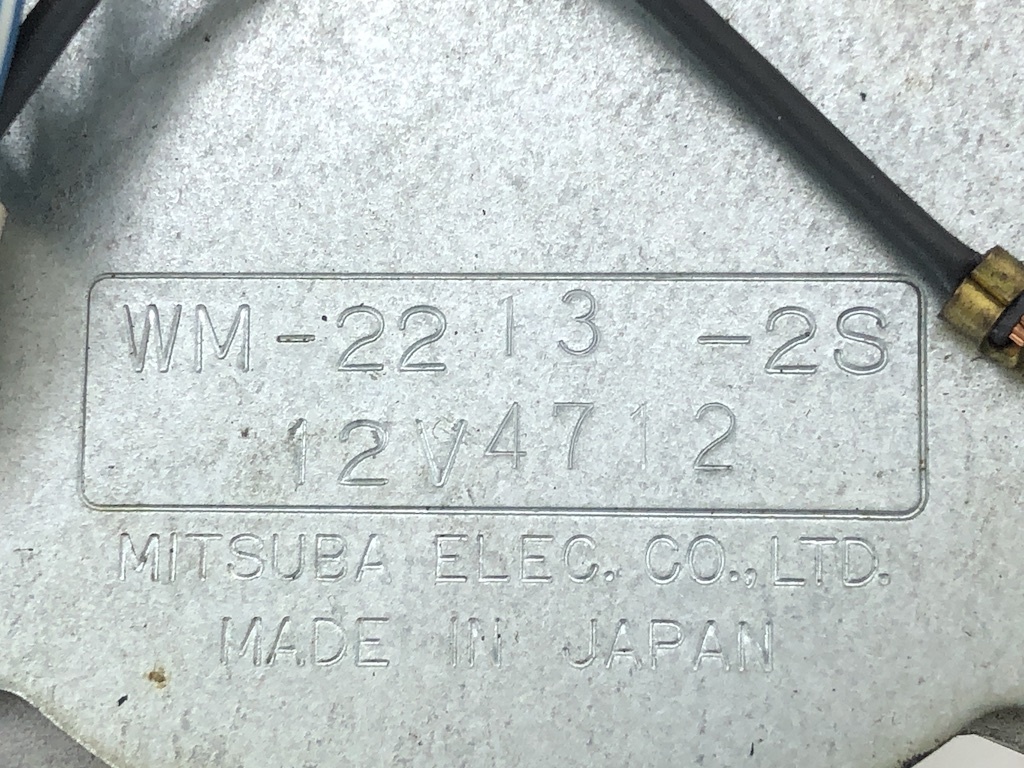 WM-2213 -2S
12V4712
MITSUBA ELEC. CO., LTD.
MADE IN JAPAN